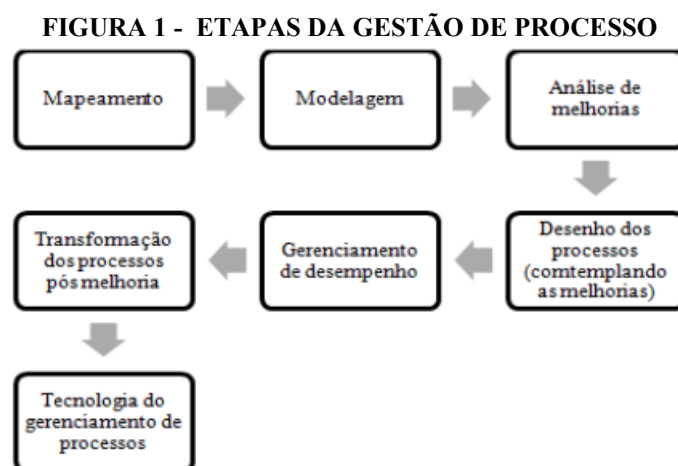 FIGURA 1 - ETAPAS DA GESTÃO DE PROCESSO
Mapeamento
Modelagem
Análise de
melhorias
Desenho dos
processos
(comtemplando
as melhorias)
Gerenciamento
de desempenho
Transformação
dos processos
pós melhoria
Tecnologia do
gerenciamento de
processos